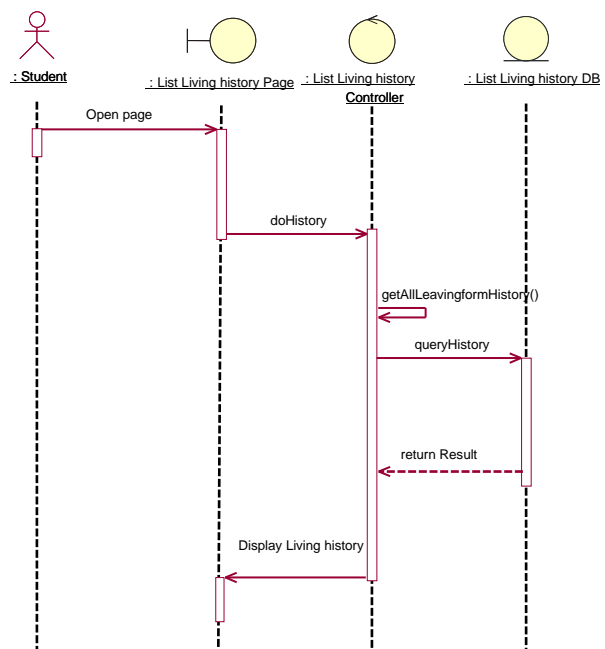 : Student
: List Living history Page
: List Living history
Controller
: List Living history DB
Open page
doHistory
getAllLeavingformHistory()
queryHistory
return Result
Display Living history